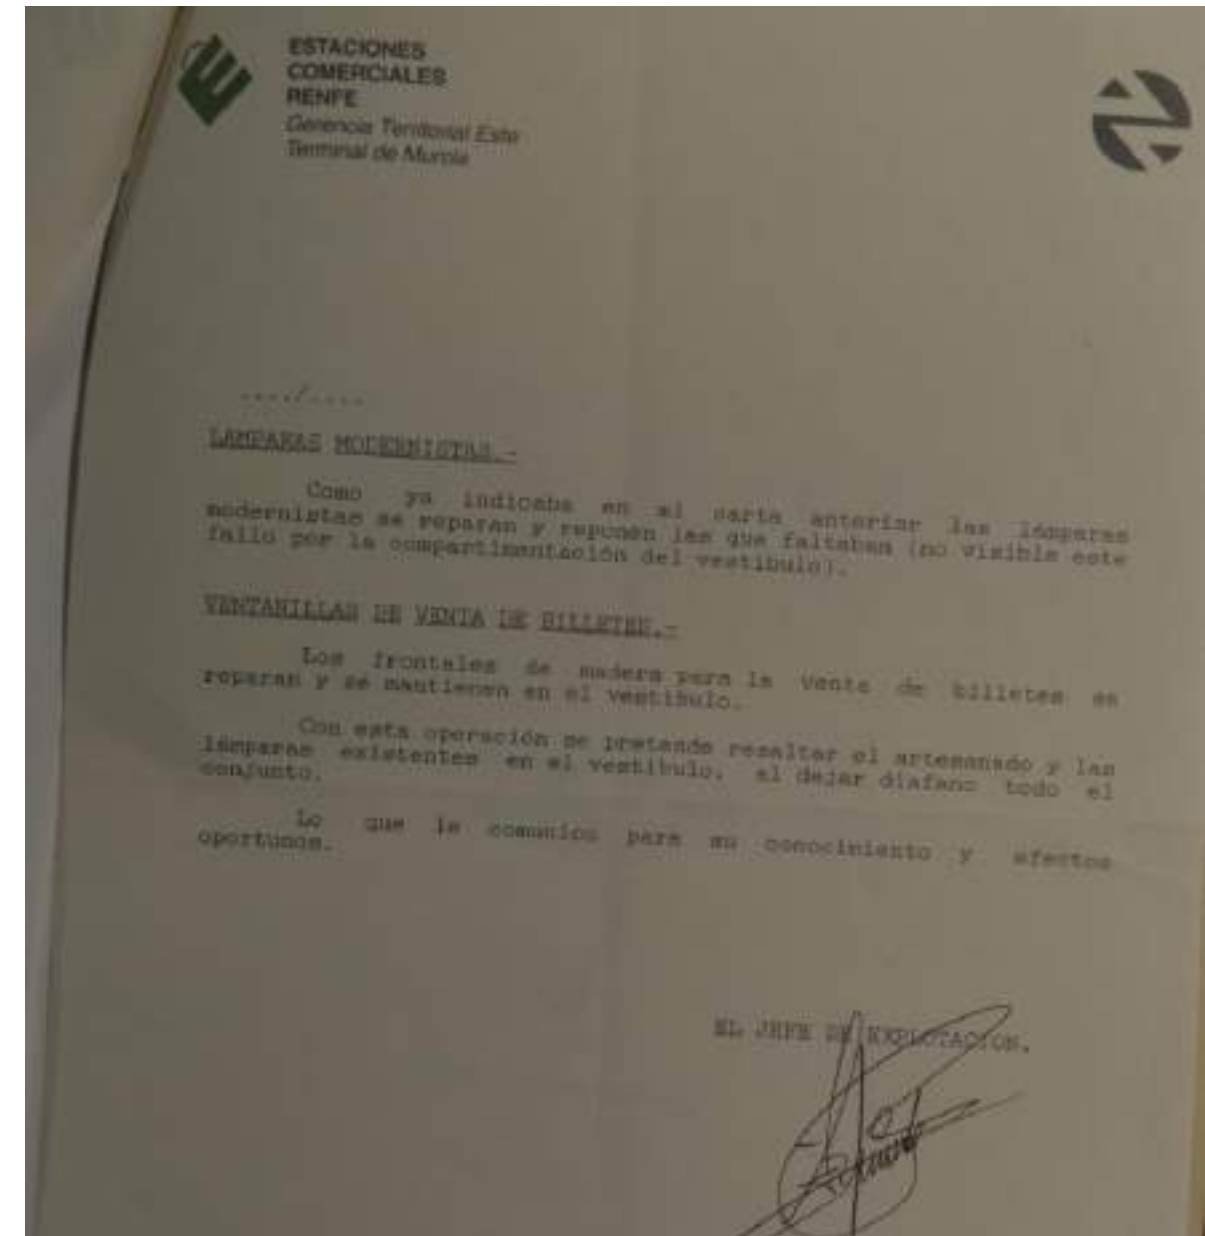 ESTACIONES
COMERCIALES
RENFE
Gerencia Territorial Este
Terminal de Murcia
..../....
LAMPARAS MODERNISTAS.-
Como ya indicaba en mi carta anterior las lámparas
modernistas se reparan y reponen las que faltaban (no visible este
fallo por la compartimentación del vestíbulo).
VENTANILLAS DE VENTA DE BILLETES.-
Los frontales de madera para la venta de billetes se
reparan y se mantienen en el vestíbulo.
Con esta operación se pretende resaltar el artesanado y las
lámparas existentes en el vestíbulo, al dejar diáfano todo el
conjunto.
Lo que le comunico para su conocimiento y efectos
oportunos.
EL JEFE DE EXPLOTACION.